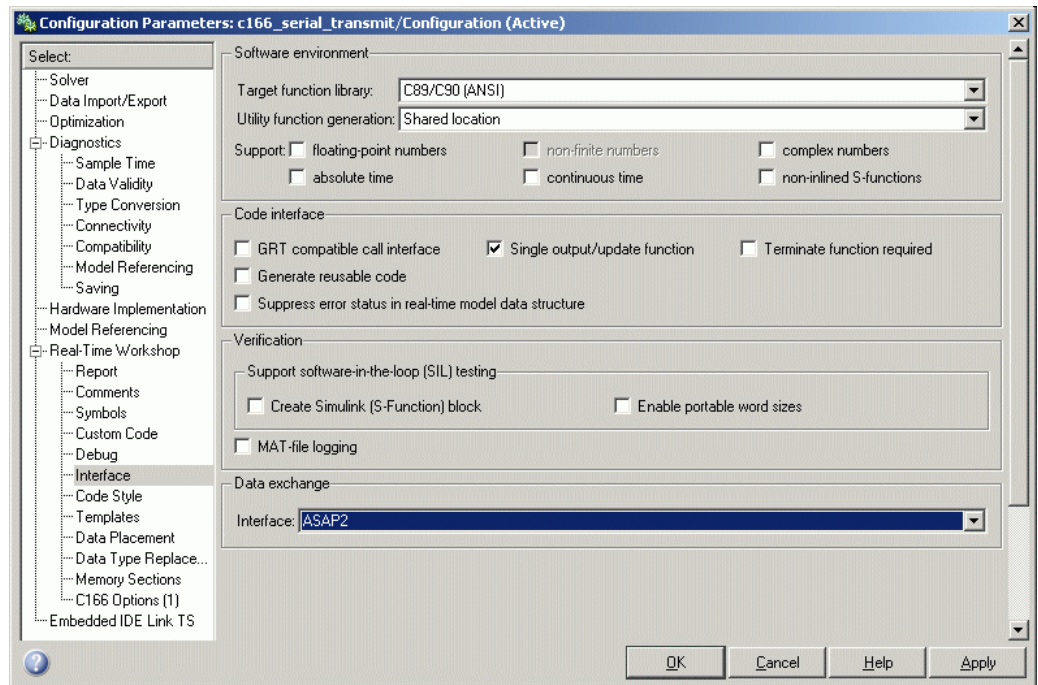 Configuration Parameters: c166_serial_transmit/Configuration (Active)
Select:
Solver
Data Import/Export
Optimization
Diagnostics
Sample Time
Data Validity
Type Conversion
Connectivity
Compatibility
Model Referencing
Saving
Hardware Implementation
Model Referencing
Real-Time Workshop
Report
Comments
Symbols
Custom Code
Debug
Interface
Code Style
Templates
Data Placement
Data Type Replace...
Memory Sections
C166 Options (1)
Embedded IDE Link TS
Software environment
Target function library: C89/C90 (ANSI)
Utility function generation: Shared location
Support: floating-point numbers non-finite numbers complex numbers
absolute time continuous time non-inlined S-functions
Code interface
GRT compatible call interface Single output/update function Terminate function required
Generate reusable code
Suppress error status in real-time model data structure
Verification
Support software-in-the-loop (SIL) testing
Create Simulink (S-Function) block Enable portable word sizes
MAT-file logging
Data exchange
Interface: ASAP2
OK Cancel Help Apply